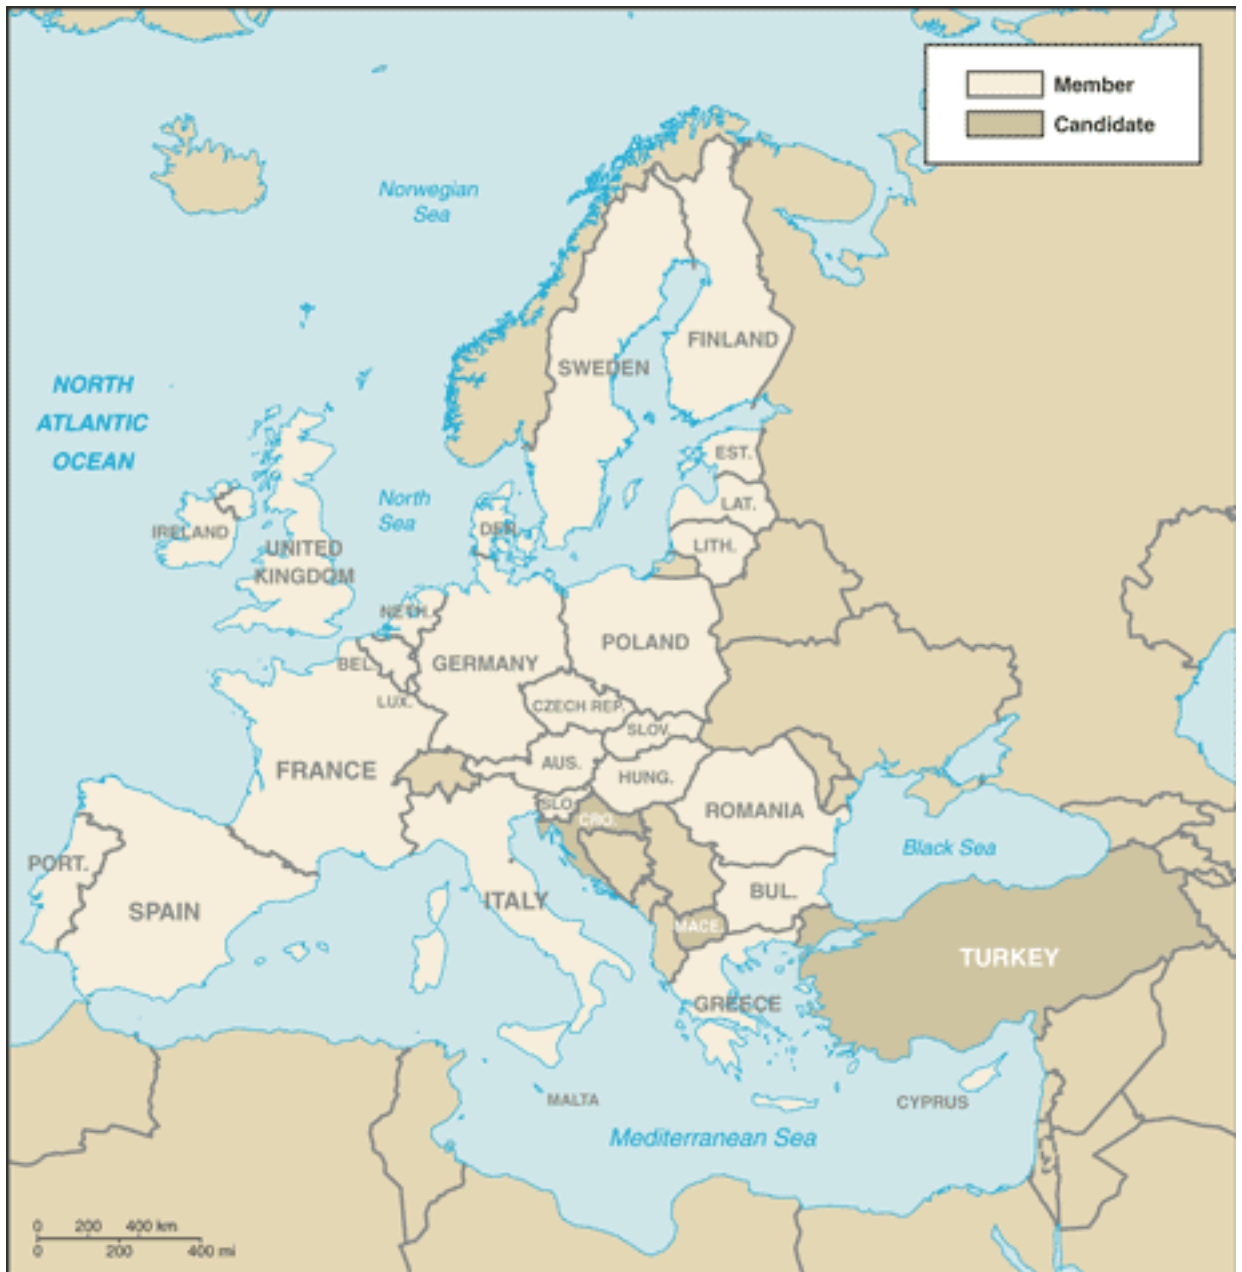 Member
Candidate
Norwegian
Sea
FINLAND
SWEDEN
NORTH
ATLANTIC
OCEAN
EST.
North
Sea
LAT.
IRELAND
DEN.
LITH.
UNITED
KINGDOM
NETH.
POLAND
BEL.
GERMANY
LUX.
CZECH REP.
SLOV.
FRANCE
AUS.
HUNG.
SLO.
CRO.
ROMANIA
Black Sea
PORT.
SPAIN
ITALY
BUL.
MACE.
TURKEY
GREECE
MALTA
CYPRUS
Mediterranean Sea
0 200 400 km
0 200 400 mi